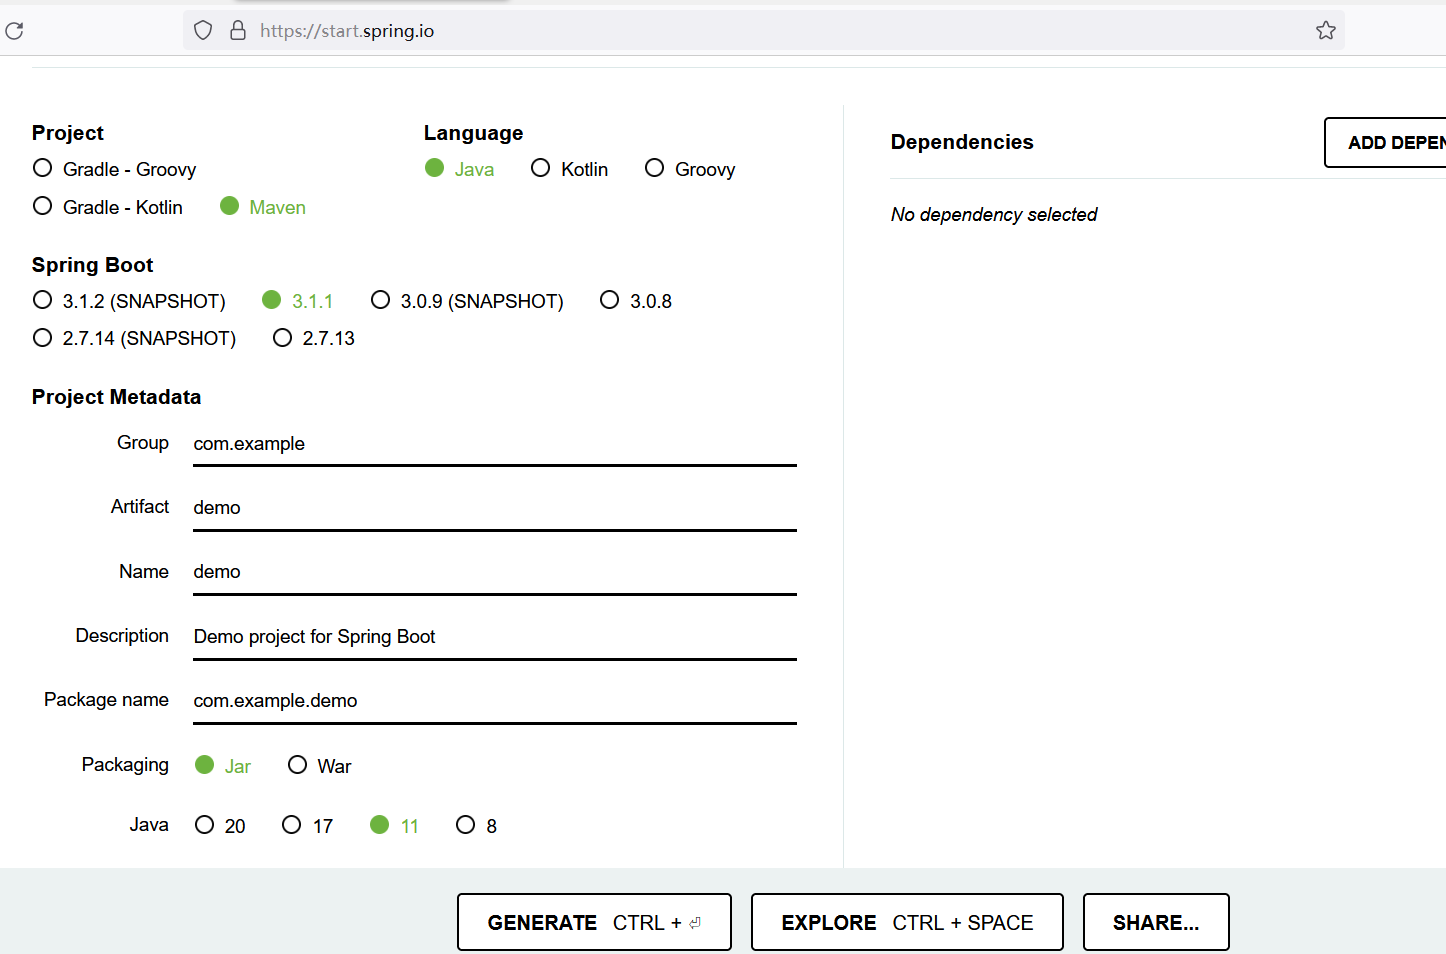 https://start.spring.io
Project
Gradle - Groovy
Gradle - Kotlin Maven
Language
Java Kotlin Groovy
Spring Boot
3.1.2 (SNAPSHOT) 3.1.1 3.0.9 (SNAPSHOT) 3.0.8
2.7.14 (SNAPSHOT) 2.7.13
Project Metadata
Group com.example
Artifact demo
Name demo
Description Demo project for Spring Boot
Package name com.example.demo
Packaging Jar War
Java 20 17 11 8
Dependencies ADD DEPEN
No dependency selected
GENERATE CTRL + ⏎ EXPLORE CTRL + SPACE SHARE...